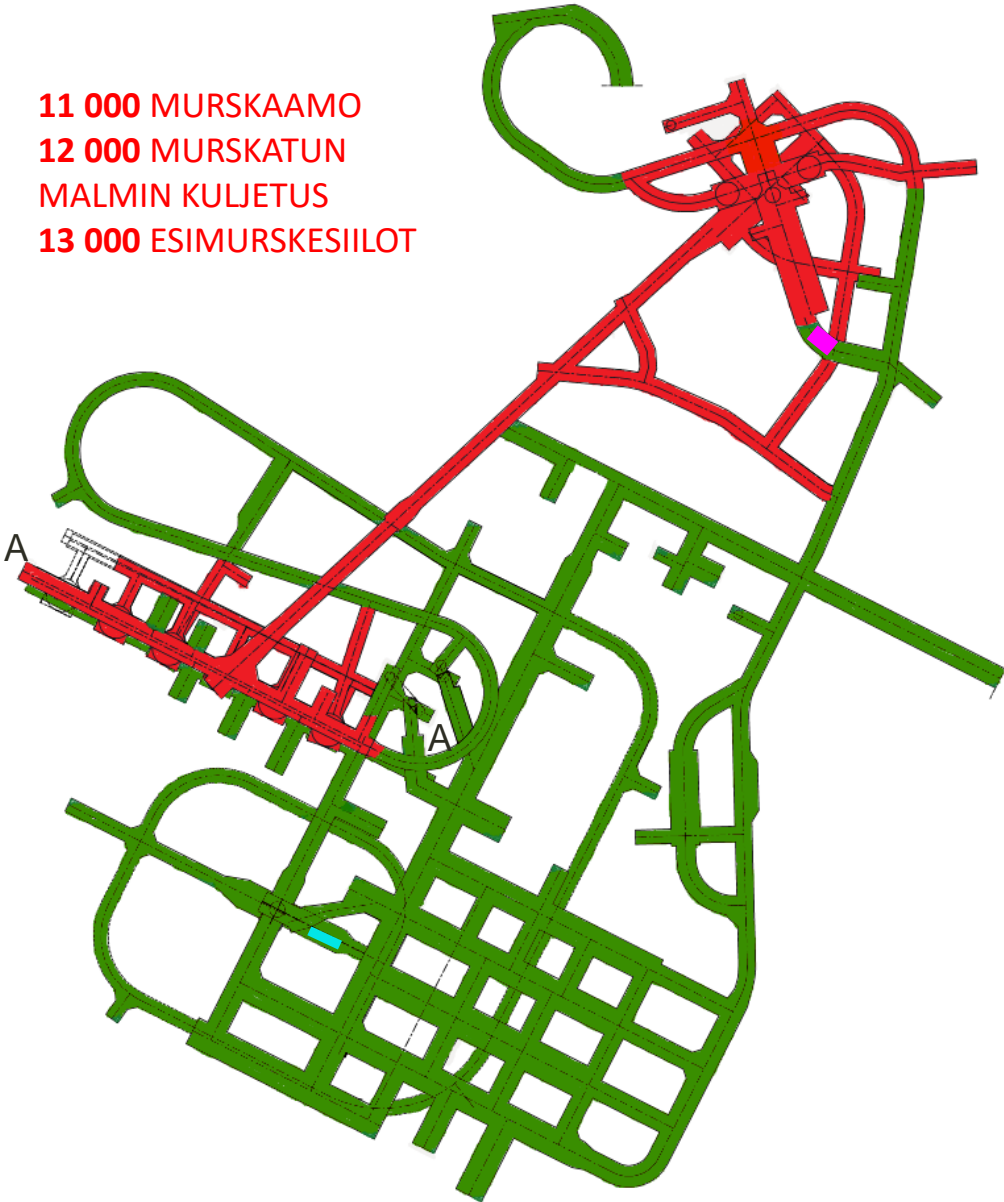 11 000 MURSKAAMO
12 000 MURSKATUN
MALMIN KULJETUS
13 000 ESIMURSKESIILOT
A
A